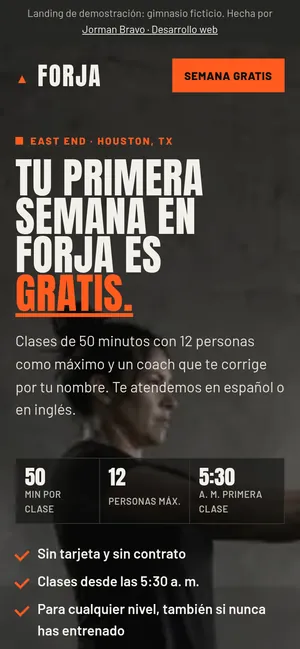 Landing de demostración: gimnasio ficticio. Hecha por
Jorman Bravo · Desarrollo web
FORJA
SEMANA GRATIS
EAST END · HOUSTON, TX
TU PRIMERA
SEMANA EN
FORJA ES
GRATIS.
Clases de 50 minutos con 12 personas
como máximo y un coach que te corrige
por tu nombre. Te atendemos en español o
en inglés.
50
MIN POR
CLASE
12
PERSONAS MÁX.
5:30
A. M. PRIMERA
CLASE
Sin tarjeta y sin contrato
Clases desde las 5:30 a. m.
Para cualquier nivel, también si nunca
has entrenado